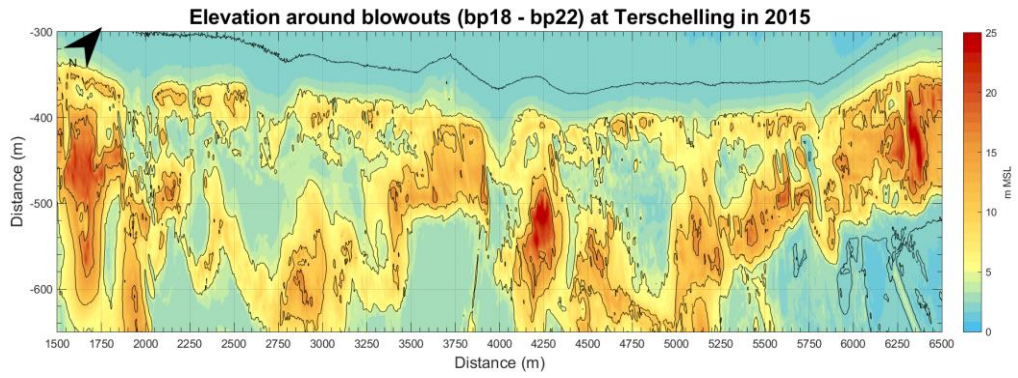 Elevation around blowouts (bp18 - bp22) at Terschelling in 2015
N
-300
-400
-500
-600
Distance (m)
1500 1750 2000 2250 2500 2750 3000 3250 3500 3750 4000 4250 4500 4750 5000 5250 5500 5750 6000 6250 6500
Distance (m)
25
20
15
10
5
0
m MSL